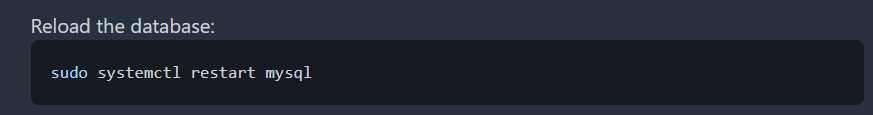 Reload the database:
sudo systemctl restart mysql